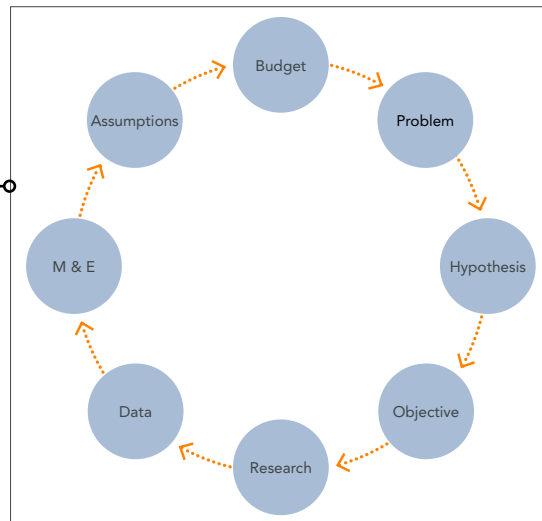 Budget
Problem
Hypothesis
Objective
Research
Data
M & E
Assumptions